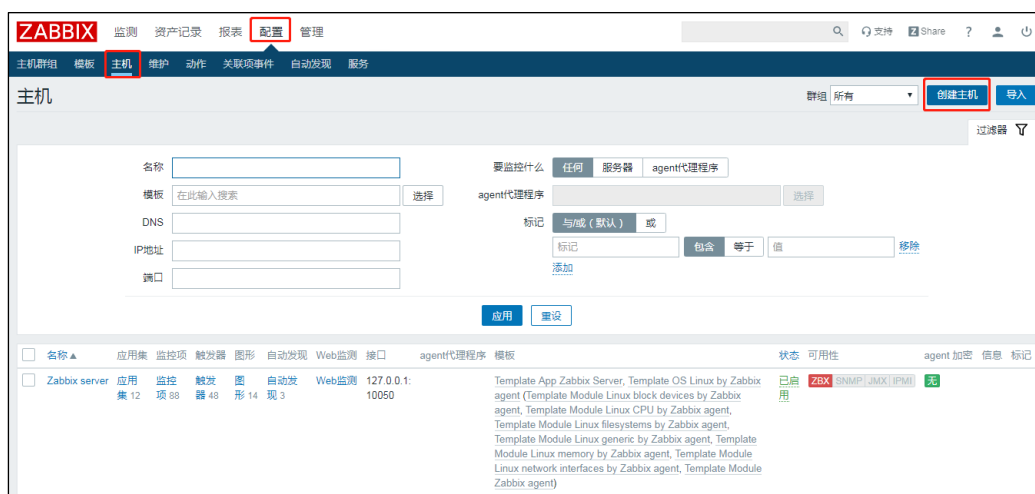 ZABBIX 监测 资产记录 报表 配置 管理 支持 Z Share ?
主机群组 模板 主机 维护 动作 关联项事件 自动发现 服务
主机 群组 所有 创建主机 导入
过滤器
名称 要监控什么 任何 服务器 agent代理程序
模板 在此输入搜索 选择 agent代理程序 选择
DNS 标记 与/或(默认) 或
IP地址 标记 包含 等于 值 移除
添加
端口
应用 重设
名称▲ 应用集 监控项 触发器 图形 自动发现 Web监测 接口 agent代理程序 模板 状态 可用性 agent 加密 信息 标记
Zabbix server 应用 监控 触发 图 自动发 Web监测 127.0.0.1: Template App Zabbix Server, Template OS Linux by Zabbix 已启 ZBX SNMP JMX IPMI 无
集 12 项 88 器 48 形 14 现 3 10050 agent (Template Module Linux block devices by Zabbix 用
agent, Template Module Linux CPU by Zabbix agent,
Template Module Linux filesystems by Zabbix agent,
Template Module Linux generic by Zabbix agent, Template
Module Linux memory by Zabbix agent, Template Module
Linux network interfaces by Zabbix agent, Template Module
Zabbix agent)